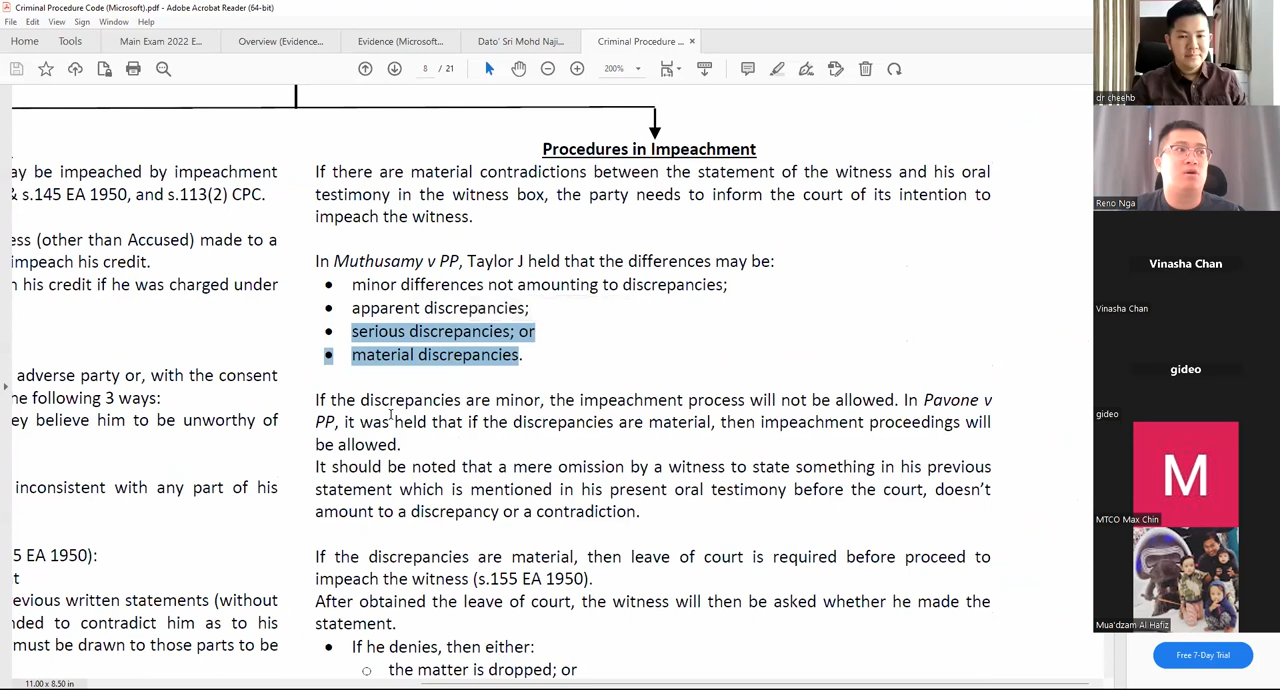 Criminal Procedure Code (Microsoft).pdf - Adobe Acrobat Reader (64-bit)
File Edit View Sign Window Help
Home Tools Main Exam 2022 E... Overview (Evidence... Evidence (Microsoft... Dato' Sri Mohd Naji... Criminal Procedure ... ×
8 / 21 200%
Procedures in Impeachment
ay be impeached by impeachment
& s.145 EA 1950, and s.113(2) CPC.
ess (other than Accused) made to a
impeach his credit.
n his credit if he was charged under
adverse party or, with the consent
ne following 3 ways:
ey believe him to be unworthy of
inconsistent with any part of his
5 EA 1950):
t
revious written statements (without
nded to contradict him as to his
must be drawn to those parts to be
If there are material contradictions between the statement of the witness and his oral
testimony in the witness box, the party needs to inform the court of its intention to
impeach the witness.
In Muthusamy v PP, Taylor J held that the differences may be:
• minor differences not amounting to discrepancies;
• apparent discrepancies;
• serious discrepancies; or
• material discrepancies.
If the discrepancies are minor, the impeachment process will not be allowed. In Pavone v
PP, it was held that if the discrepancies are material, then impeachment proceedings will
be allowed.
It should be noted that a mere omission by a witness to state something in his previous
statement which is mentioned in his present oral testimony before the court, doesn't
amount to a discrepancy or a contradiction.
If the discrepancies are material, then leave of court is required before proceed to
impeach the witness (s.155 EA 1950).
After obtained the leave of court, the witness will then be asked whether he made the
statement.
• If he denies, then either:
○ the matter is dropped; or
11.00 x 8.50 in
dr cheehb
Reno Nga
Vinasha Chan
Vinasha Chan
gideo
gideo
M
MTCO Max Chin
Mua'dzam Al Hafiz
Free 7-Day Trial